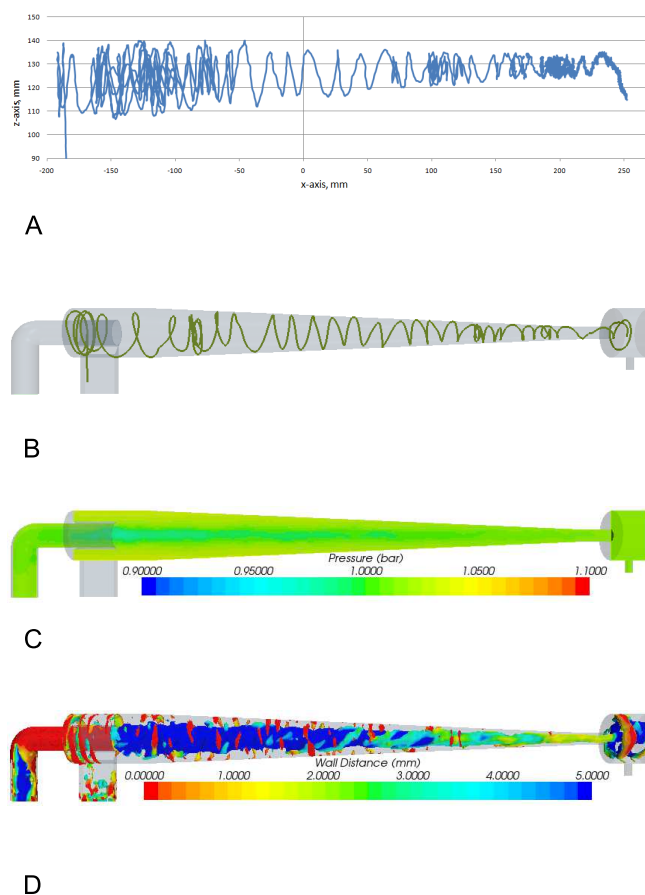 150
140
130
120
110
100
90
z-axis, mm
-200 -150 -100 -50 0 50 100 150 200 250
x-axis, mm
A
B
Pressure (bar)
0.90000 0.95000 1.0000 1.0500 1.1000
C
Wall Distance (mm)
0.00000 1.0000 2.0000 3.0000 4.0000 5.0000
D